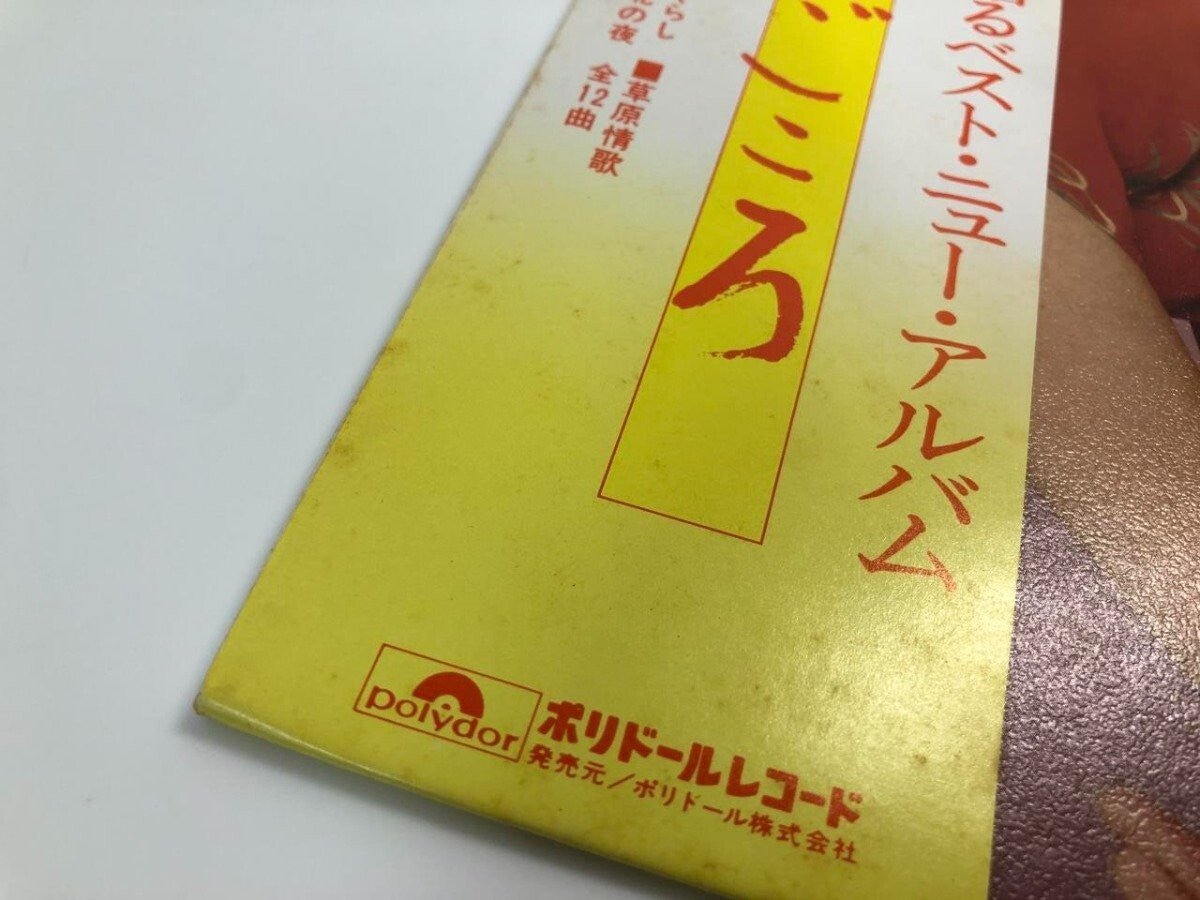 るベスト・ニュー・アルバム
ごころ
■草原情歌
全12曲
らし
の夜
polydor
ポリドールレコード
発売元／ポリドール株式会社